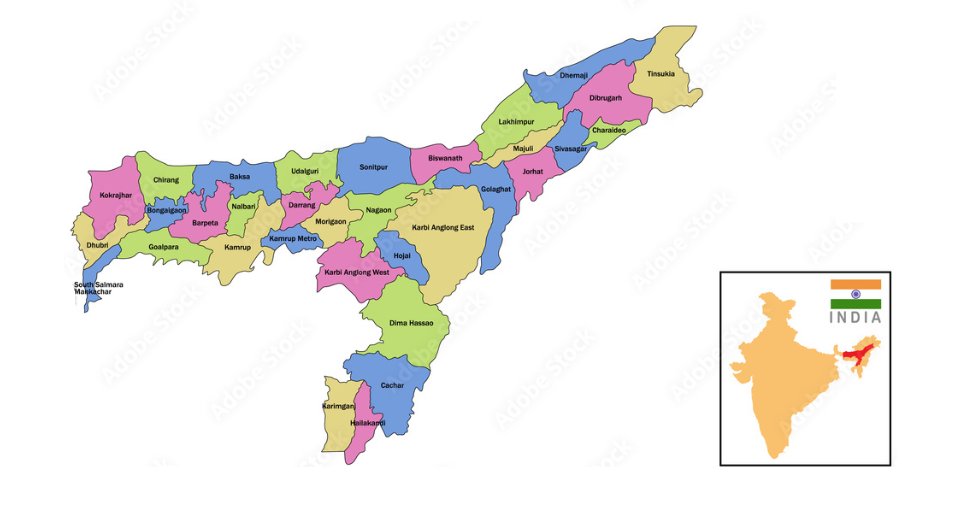 Tinsukia
Dhemaji
Dibrugarh
Lakhimpur
Charaideo
Majuli
Sivasagar
Biswanath
Sonitpur
Jorhat
Udalguri
Baksa
Chirang
Golaghat
Kokrajhar
Darrang
Nalbari
Nagaon
Bongaigaon
Barpeta
Morigaon
Karbi Anglong East
Kamrup Metro
Dhubri
Goalpara
Kamrup
Hojai
Karbi Anglong West
South Salmara
Mankachar
Dima Hassao
Cachar
Karimganj
Hailakandi
INDIA
Adobe Stock